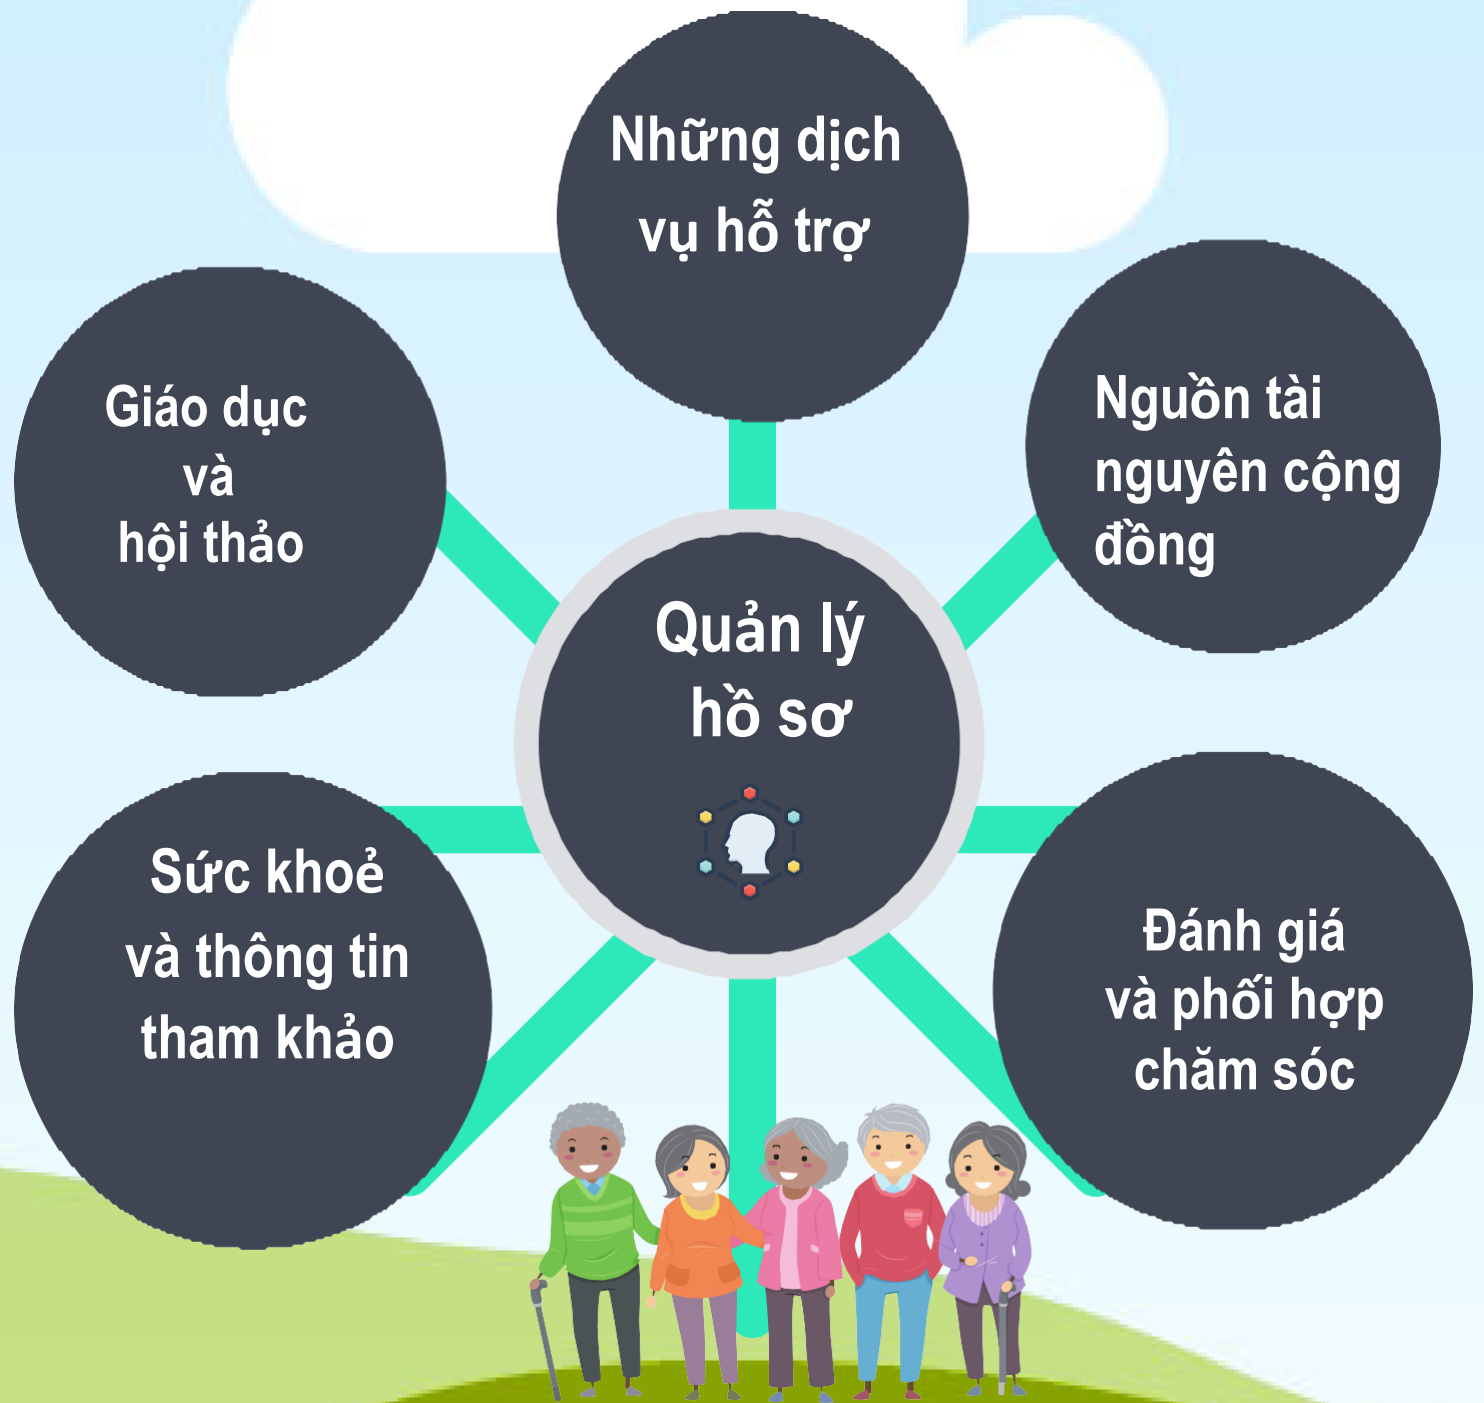 Những dịch
vụ hỗ trợ
Giáo dục
và
hội thảo
Nguồn tài
nguyên cộng
đồng
Quản lý
hồ sơ
Sức khoẻ
và thông tin
tham khảo
Đánh giá
và phối hợp
chăm sóc